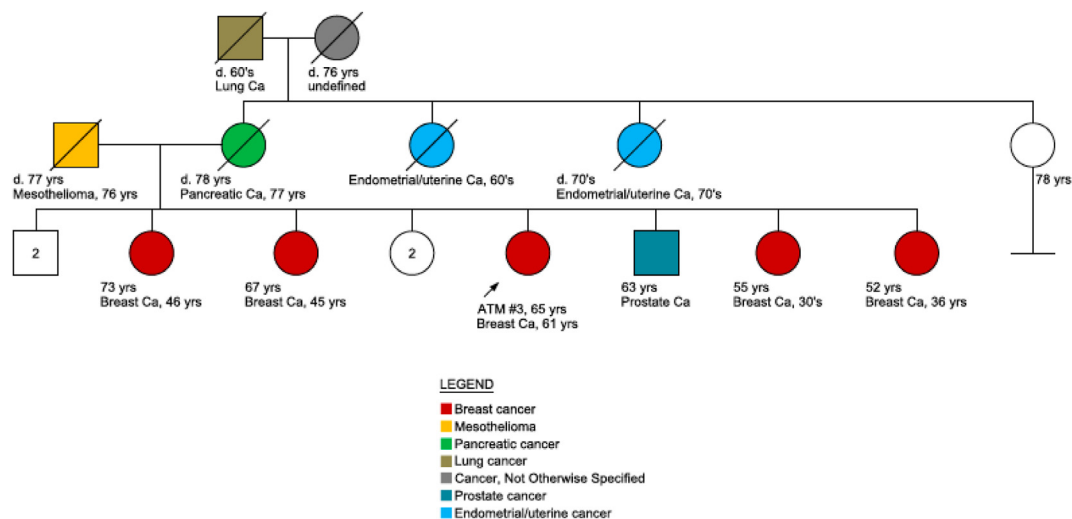 d. 60's
Lung Ca
d. 76 yrs
undefined
d. 77 yrs
Mesothelioma, 76 yrs
d. 78 yrs
Pancreatic Ca, 77 yrs
Endometrial/uterine Ca, 60's
d. 70's
Endometrial/uterine Ca, 70's
78 yrs
2
73 yrs
Breast Ca, 46 yrs
67 yrs
Breast Ca, 45 yrs
2
ATM #3, 65 yrs
Breast Ca, 61 yrs
63 yrs
Prostate Ca
55 yrs
Breast Ca, 30's
52 yrs
Breast Ca, 36 yrs
LEGEND
Breast cancer
Mesothelioma
Pancreatic cancer
Lung cancer
Cancer, Not Otherwise Specified
Prostate cancer
Endometrial/uterine cancer